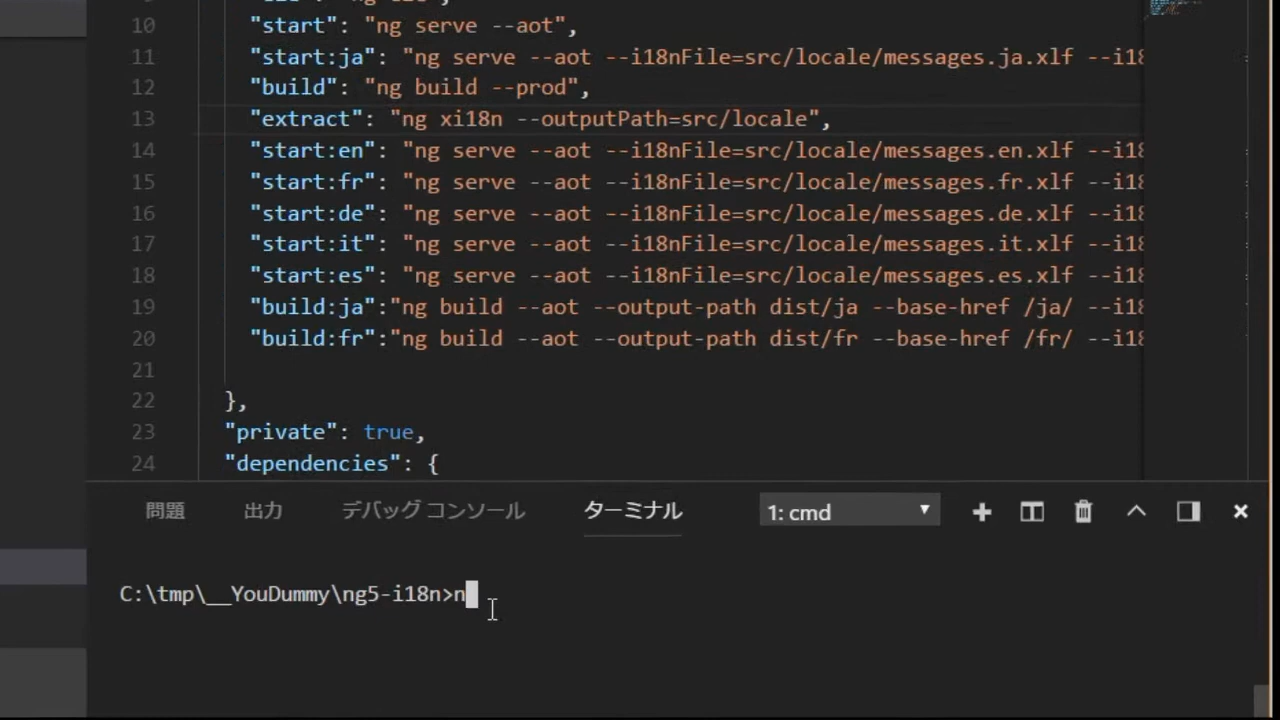 10 "start": "ng serve --aot",
11 "start:ja": "ng serve --aot --i18nFile=src/locale/messages.ja.xlf --i18
12 "build": "ng build --prod",
13 "extract": "ng xi18n --outputPath=src/locale",
14 "start:en": "ng serve --aot --i18nFile=src/locale/messages.en.xlf --i18
15 "start:fr": "ng serve --aot --i18nFile=src/locale/messages.fr.xlf --i18
16 "start:de": "ng serve --aot --i18nFile=src/locale/messages.de.xlf --i18
17 "start:it": "ng serve --aot --i18nFile=src/locale/messages.it.xlf --i18
18 "start:es": "ng serve --aot --i18nFile=src/locale/messages.es.xlf --i18
19 "build:ja":"ng build --aot --output-path dist/ja --base-href /ja/ --i18
20 "build:fr":"ng build --aot --output-path dist/fr --base-href /fr/ --i18
21
22 },
23 "private": true,
24 "dependencies": {
問題 出力 デバッグ コンソール ターミナル 1: cmd
C:\tmp\__YouDummy\ng5-i18n>n